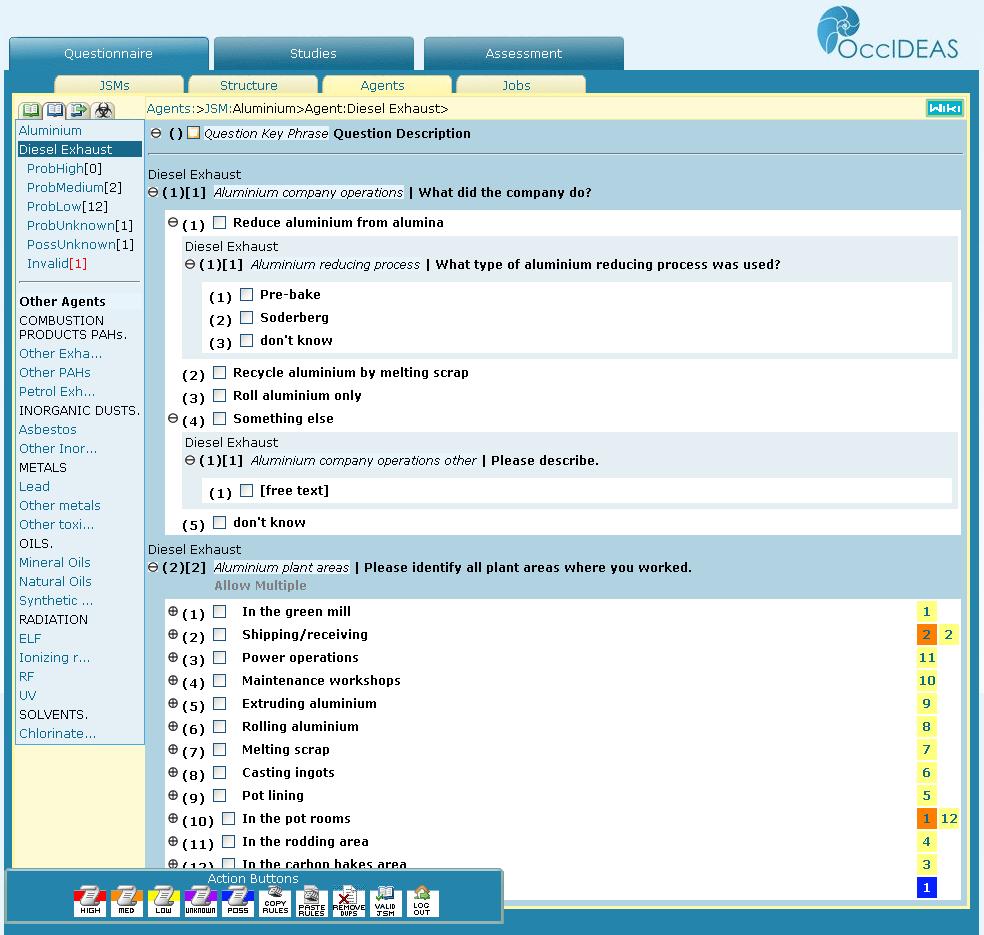 OccIDEAS
Questionnaire Studies Assessment
JSMs Structure Agents Jobs
Agents:>JSM:Aluminium>Agent:Diesel Exhaust>
Wiki
Aluminium
Diesel Exhaust
ProbHigh[0]
ProbMedium[2]
ProbLow[12]
ProbUnknown[1]
PossUnknown[1]
Invalid[1]
Other Agents
COMBUSTION
PRODUCTS PAHs.
Other Exha...
Other PAHs
Petrol Exh...
INORGANIC DUSTS.
Asbestos
Other Inor...
METALS
Lead
Other metals
Other toxi...
OILS.
Mineral Oils
Natural Oils
Synthetic ...
RADIATION
ELF
Ionizing r...
RF
UV
SOLVENTS.
Chlorinate...
() Question Key Phrase Question Description
Diesel Exhaust
(1)[1] Aluminium company operations | What did the company do?
(1) Reduce aluminium from alumina
Diesel Exhaust
(1)[1] Aluminium reducing process | What type of aluminium reducing process was used?
(1) Pre-bake
(2) Soderberg
(3) don't know
(2) Recycle aluminium by melting scrap
(3) Roll aluminium only
(4) Something else
Diesel Exhaust
(1)[1] Aluminium company operations other | Please describe.
(1) [free text]
(5) don't know
Diesel Exhaust
(2)[2] Aluminium plant areas | Please identify all plant areas where you worked.
Allow Multiple
(1) In the green mill 1
(2) Shipping/receiving 2 2
(3) Power operations 11
(4) Maintenance workshops 10
(5) Extruding aluminium 9
(6) Rolling aluminium 8
(7) Melting scrap 7
(8) Casting ingots 6
(9) Pot lining 5
(10) In the pot rooms 1 12
(11) In the rodding area 4
(12) In the carbon bakes area 3
1
Action Buttons
HIGH MED LOW UNKNOWN POSS COPY RULES PASTE RULES REMOVE DUPS VALID JSM LOG OUT